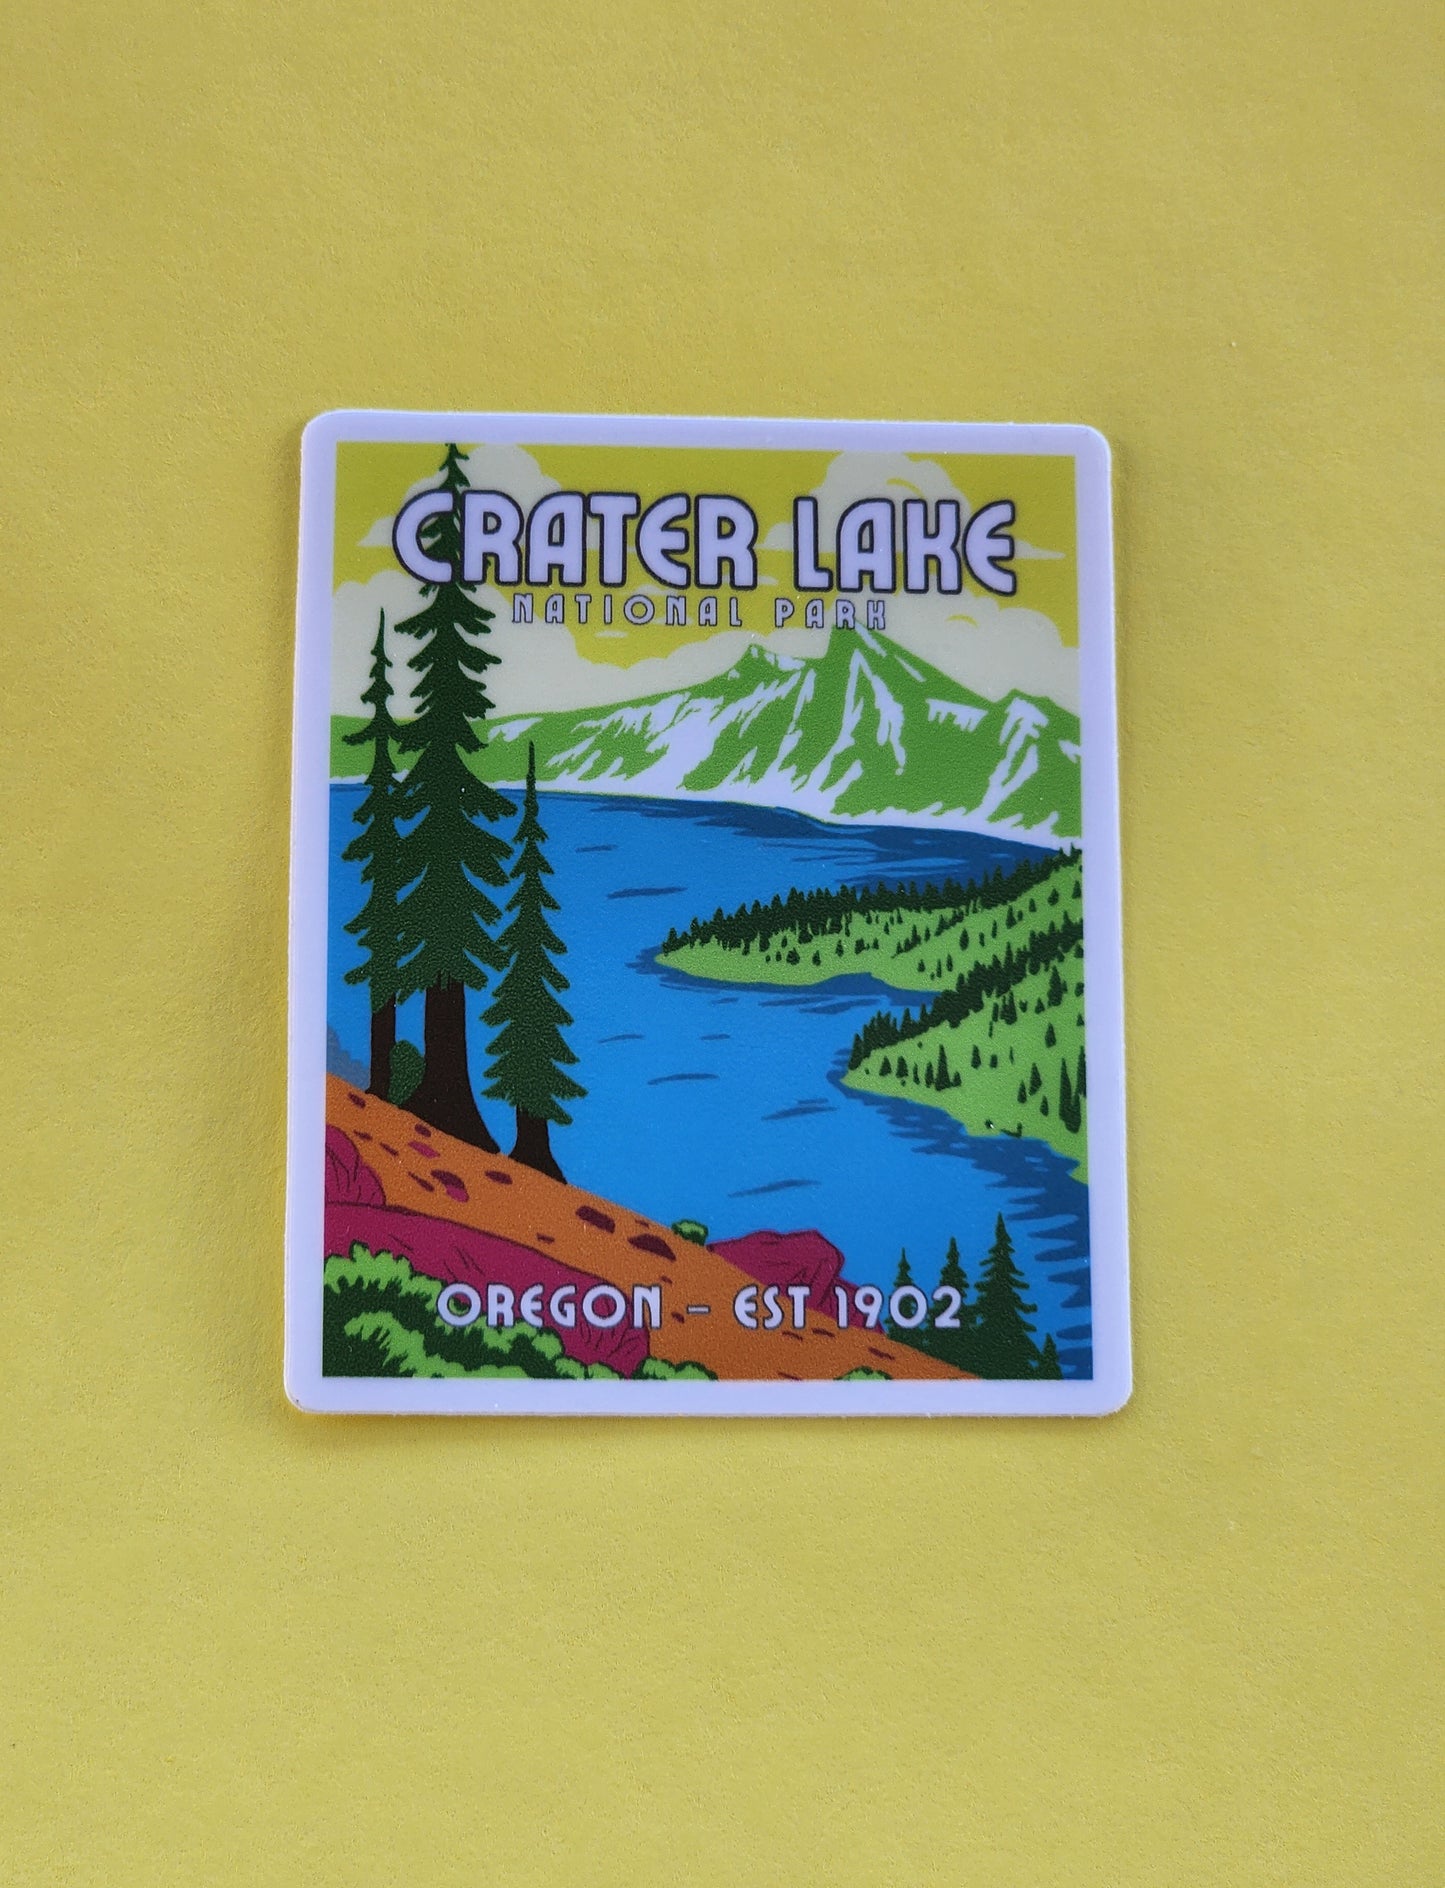 CRATER LAKE
NATIONAL PARK
OREGON - EST 1902